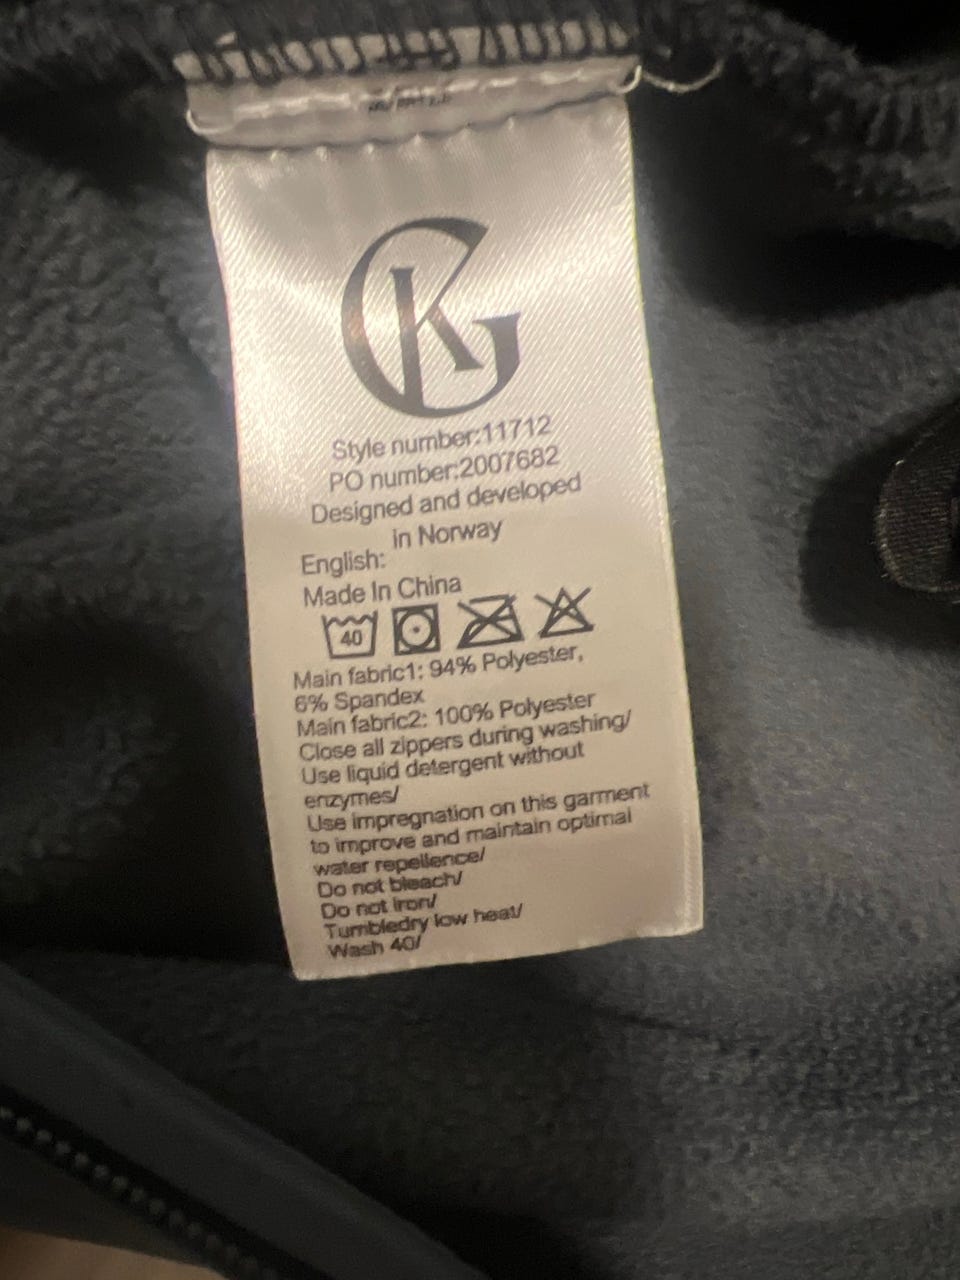 GK
Style number:11712
PO number:2007682
Designed and developed
in Norway
English:
Made In China
40
Main fabric1: 94% Polyester,
6% Spandex
Main fabric2: 100% Polyester
Close all zippers during washing/
Use liquid detergent without
enzymes/
Use impregnation on this garment
to improve and maintain optimal
water repellence/
Do not bleach/
Do not iron/
Tumbledry low heat/
Wash 40/